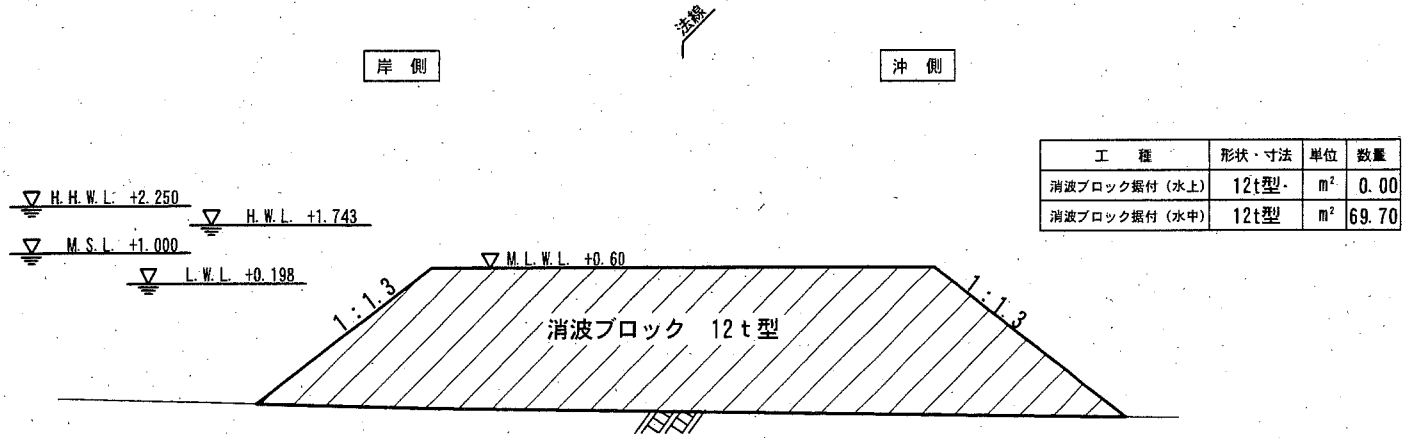 法線
岸 側
沖 側
工 種 形状・寸法 単位 数量
消波ブロック据付(水上) 12t型 m² 0.00
消波ブロック据付(水中) 12t型 m² 69.70
H.H.W.L. +2.250
H.W.L. +1.743
M.S.L. +1.000
L.W.L. +0.198
M.L.W.L. +0.60
1:1.3
1:1.3
消波ブロック 12t型